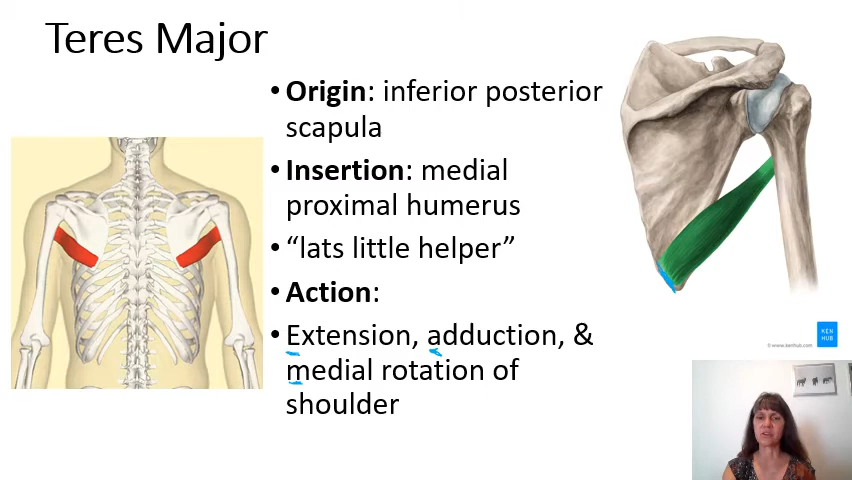 Teres Major
• Origin: inferior posterior
scapula
• Insertion: medial
proximal humerus
• “lats little helper”
• Action:
• Extension, adduction, &
medial rotation of
shoulder
KEN
HUB
© www.kenhub.com